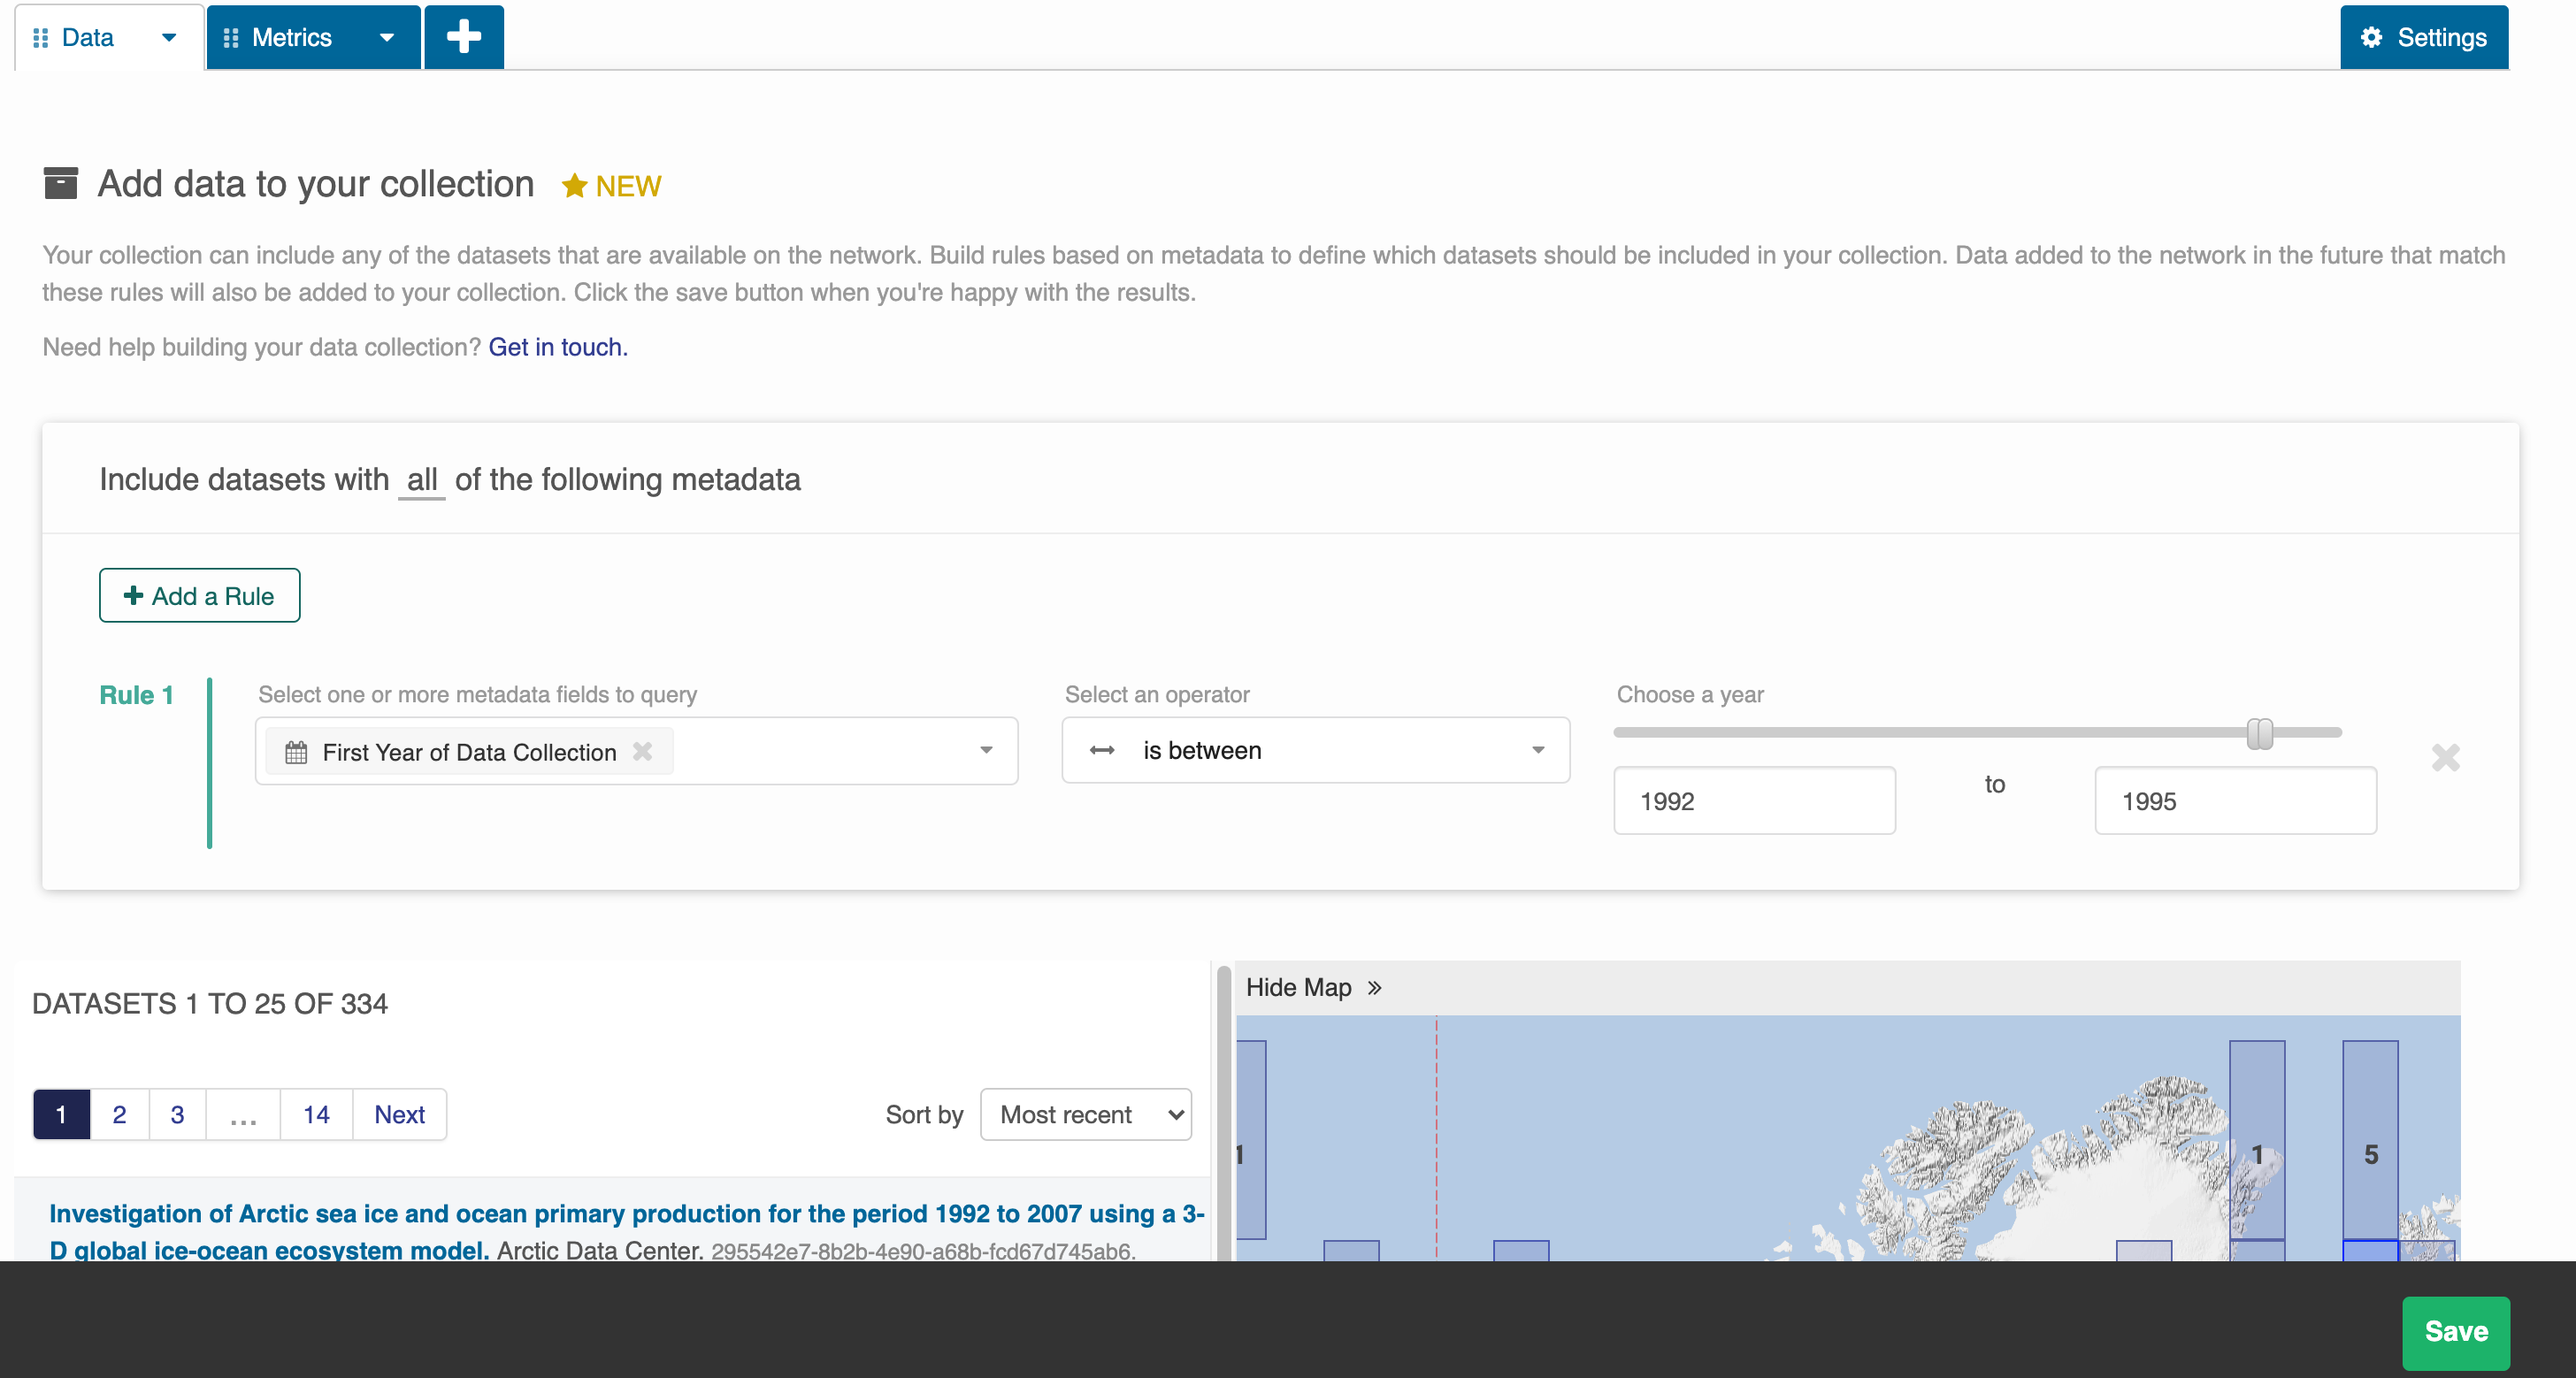 Data
Metrics
Settings
Add data to your collection
NEW
Your collection can include any of the datasets that are available on the network. Build rules based on metadata to define which datasets should be included in your collection. Data added to the network in the future that match
these rules will also be added to your collection. Click the save button when you're happy with the results.
Need help building your data collection? Get in touch.
Include datasets with all of the following metadata
Add a Rule
Rule 1
Select one or more metadata fields to query
First Year of Data Collection
Select an operator
is between
Choose a year
1992
to
1995
DATASETS 1 TO 25 OF 334
1 2 3 ... 14 Next
Sort by
Most recent
Investigation of Arctic sea ice and ocean primary production for the period 1992 to 2007 using a 3-
D global ice-ocean ecosystem model. Arctic Data Center. 295542e7-8b2b-4e90-a68b-fcd67d745ab6.
Hide Map »
1
1
5
Save